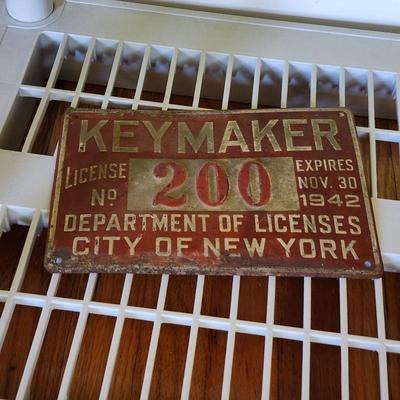 KEYMAKER
LICENSE No 200 EXPIRES NOV. 30 1942
DEPARTMENT OF LICENSES
CITY OF NEW YORK